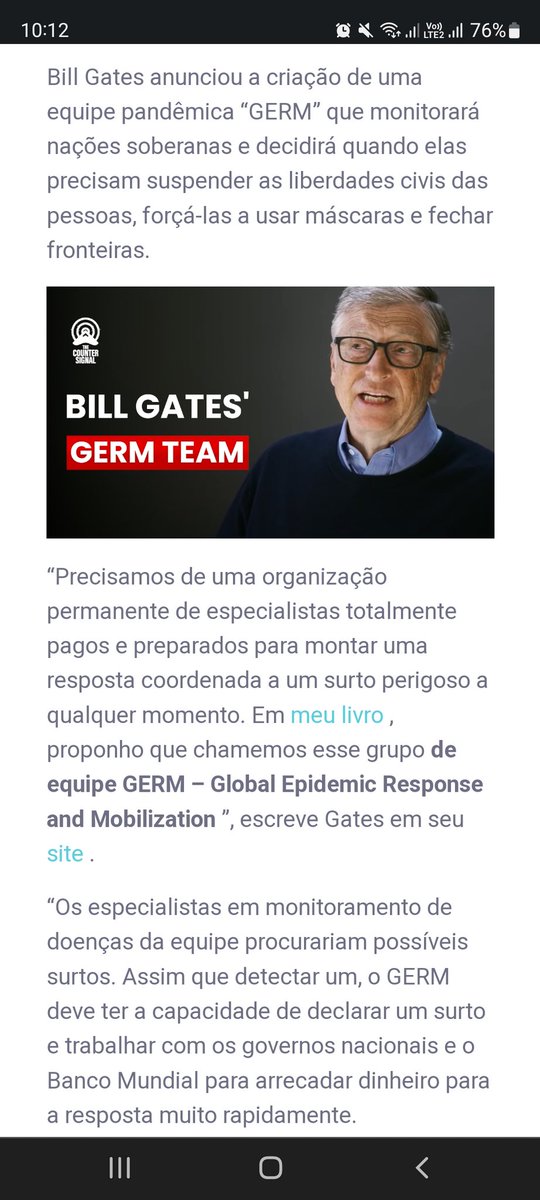 10:12
Vo))
LTE2
76%
Bill Gates anunciou a criação de uma
equipe pandêmica “GERM” que monitorará
nações soberanas e decidirá quando elas
precisam suspender as liberdades civis das
pessoas, forçá-las a usar máscaras e fechar
fronteiras.
THE
COUNTER
SIGNAL
BILL GATES'
GERM TEAM
“Precisamos de uma organização
permanente de especialistas totalmente
pagos e preparados para montar uma
resposta coordenada a um surto perigoso a
qualquer momento. Em meu livro ,
proponho que chamemos esse grupo de
equipe GERM – Global Epidemic Response
and Mobilization ”, escreve Gates em seu
site .
“Os especialistas em monitoramento de
doenças da equipe procurariam possíveis
surtos. Assim que detectar um, o GERM
deve ter a capacidade de declarar um surto
e trabalhar com os governos nacionais e o
Banco Mundial para arrecadar dinheiro para
a resposta muito rapidamente.